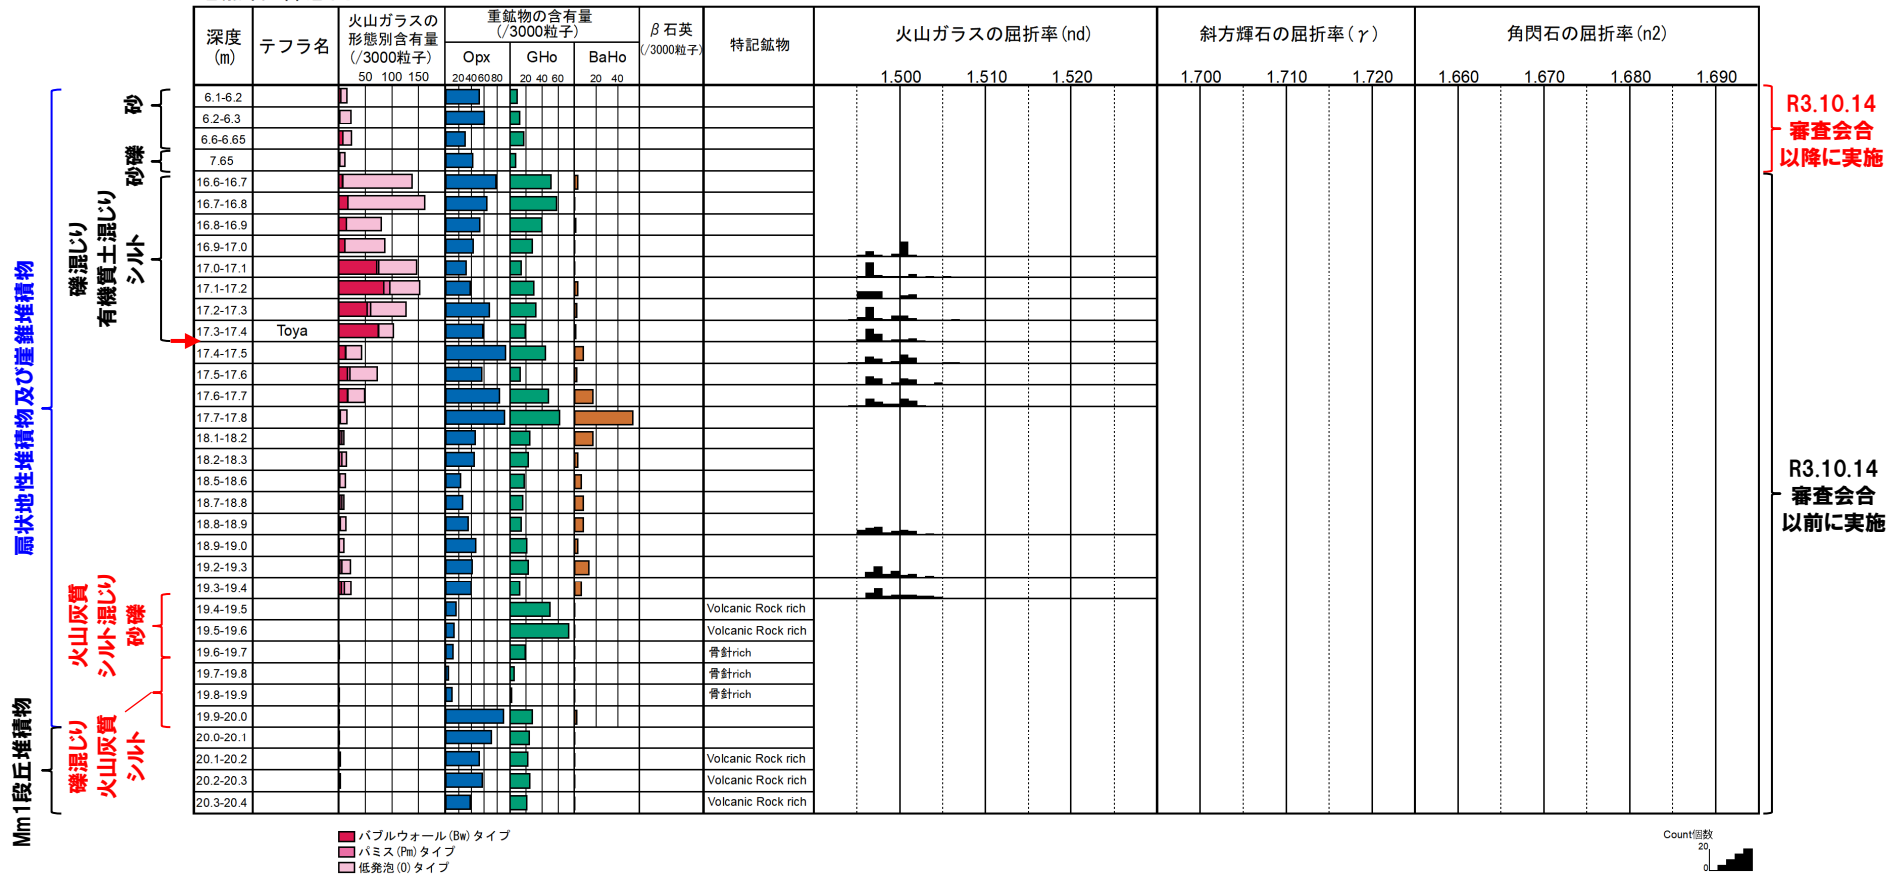 深度
(m)
テフラ名
火山ガラスの
形態別含有量
(/3000粒子)
50 100 150
重鉱物の含有量
(/3000粒子)
Opx
GHo
BaHo
20 40 60 80
20 40 60
20 40
β石英
(/3000粒子)
特記鉱物
火山ガラスの屈折率(nd)
1.500 1.510 1.520
斜方輝石の屈折率(γ)
1.700 1.710 1.720
角閃石の屈折率(n2)
1.660 1.670 1.680 1.690
6.1-6.2
6.2-6.3
6.6-6.65
7.65
16.6-16.7
16.7-16.8
16.8-16.9
16.9-17.0
17.0-17.1
17.1-17.2
17.2-17.3
17.3-17.4 Toya
17.4-17.5
17.5-17.6
17.6-17.7
17.7-17.8
18.1-18.2
18.2-18.3
18.5-18.6
18.7-18.8
18.8-18.9
18.9-19.0
19.2-19.3
19.3-19.4
19.4-19.5 Volcanic Rock rich
19.5-19.6 Volcanic Rock rich
19.6-19.7 骨針rich
19.7-19.8 骨針rich
19.8-19.9 骨針rich
19.9-20.0
20.0-20.1
20.1-20.2 Volcanic Rock rich
20.2-20.3 Volcanic Rock rich
20.3-20.4 Volcanic Rock rich
砂
砂礫
礫混じり
有機質土混じり
シルト
扇状地性堆積物及び崖錐堆積物
火山灰質
シルト混じり
砂礫
Mm1段丘堆積物
礫混じり
火山灰質
シルト
R3.10.14
審査会合
以降に実施
R3.10.14
審査会合
以前に実施
バブルウォール(Bw)タイプ
パミス(Pm)タイプ
低発泡(O)タイプ
Count個数
20
0